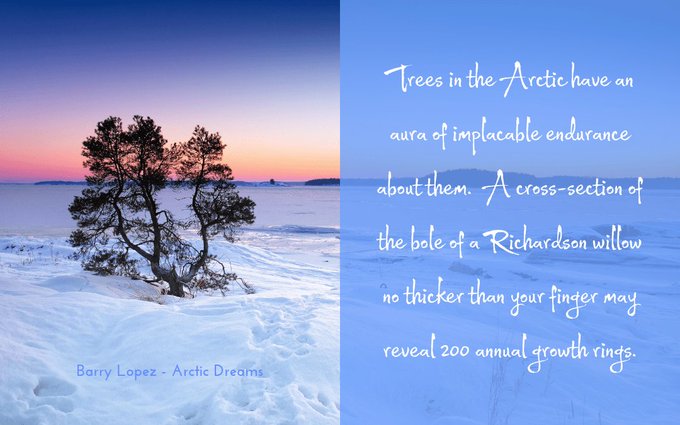 Trees in the Arctic have an
aura of implacable endurance
about them. A cross-section of
the bole of a Richardson willow
no thicker than your finger may
reveal 200 annual growth rings.
Barry Lopez - Arctic Dreams